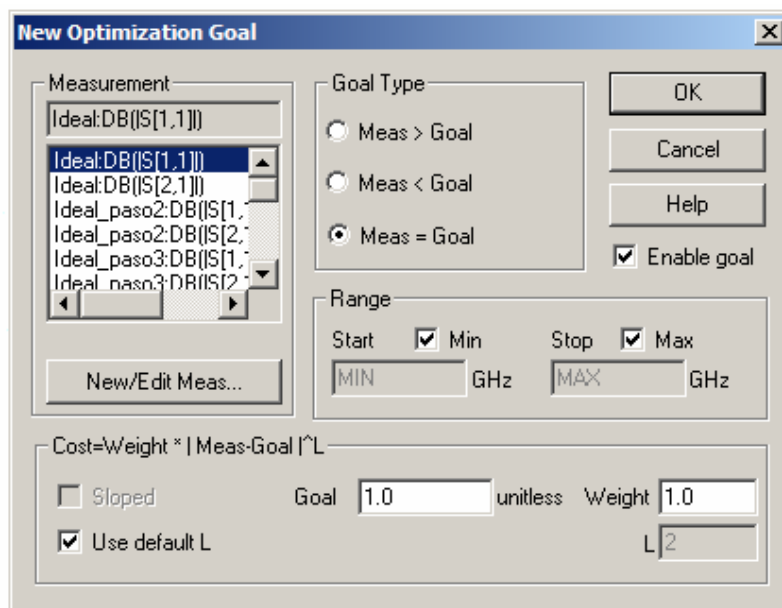 New Optimization Goal
Measurement
Ideal:DB(|S[1,1]|)
Ideal:DB(|S[1,1]|)
Ideal:DB(|S[2,1]|)
Ideal_paso2:DB(|S[1,
Ideal_paso2:DB(|S[2,
Ideal_paso3:DB(|S[1,
Ideal_paso3:DB(|S[2
New/Edit Meas...
Goal Type
Meas > Goal
Meas < Goal
Meas = Goal
OK
Cancel
Help
Enable goal
Range
Start Min Stop Max
MIN GHz MAX GHz
Cost=Weight * | Meas-Goal |^L
Sloped Goal 1.0 unitless Weight 1.0
Use default L L 2